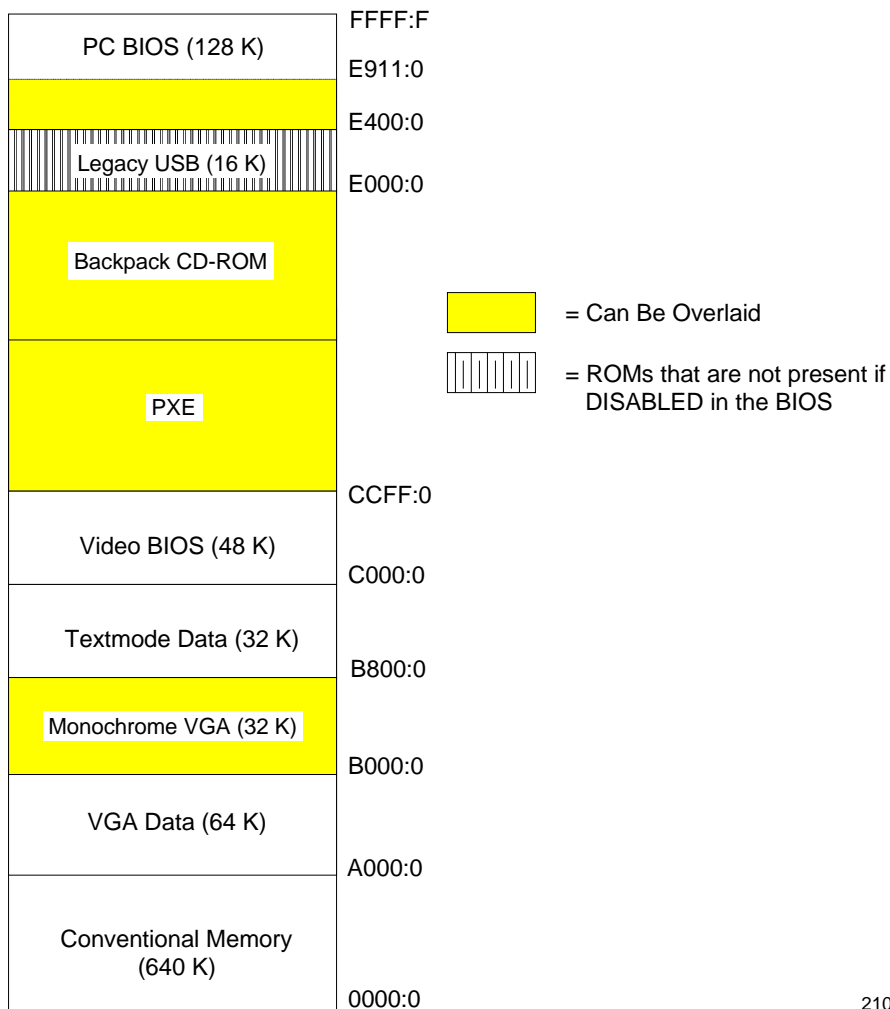 FFFF:F
PC BIOS (128 K)
E911:0
E400:0
Legacy USB (16 K)
E000:0
Backpack CD-ROM
= Can Be Overlaid
= ROMs that are not present if
DISABLED in the BIOS
PXE
CCFF:0
Video BIOS (48 K)
C000:0
Textmode Data (32 K)
B800:0
Monochrome VGA (32 K)
B000:0
VGA Data (64 K)
A000:0
Conventional Memory
(640 K)
0000:0
210